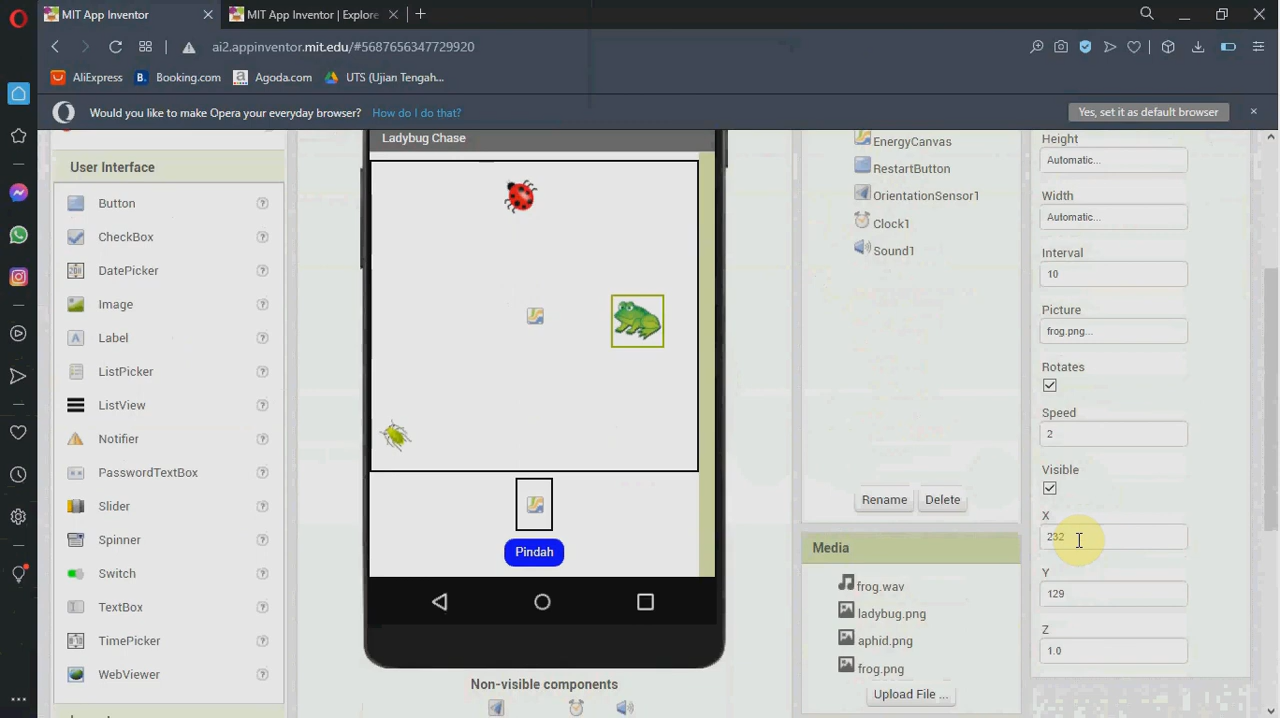 MIT App Inventor
MIT App Inventor | Explore
ai2.appinventor.mit.edu/#5687656347729920
AliExpress
B. Booking.com
a Agoda.com
UTS (Ujian Tengah...
Would you like to make Opera your everyday browser? How do I do that?
Yes, set it as default browser
User Interface
Button
CheckBox
DatePicker
Image
Label
ListPicker
ListView
Notifier
PasswordTextBox
Slider
Spinner
Switch
TextBox
TimePicker
WebViewer
Ladybug Chase
Pindah
Non-visible components
EnergyCanvas
RestartButton
OrientationSensor1
Clock1
Sound1
Rename
Delete
Media
frog.wav
ladybug.png
aphid.png
frog.png
Upload File ...
Height
Automatic...
Width
Automatic...
Interval
10
Picture
frog.png...
Rotates
Speed
2
Visible
X
232
Y
129
Z
1.0